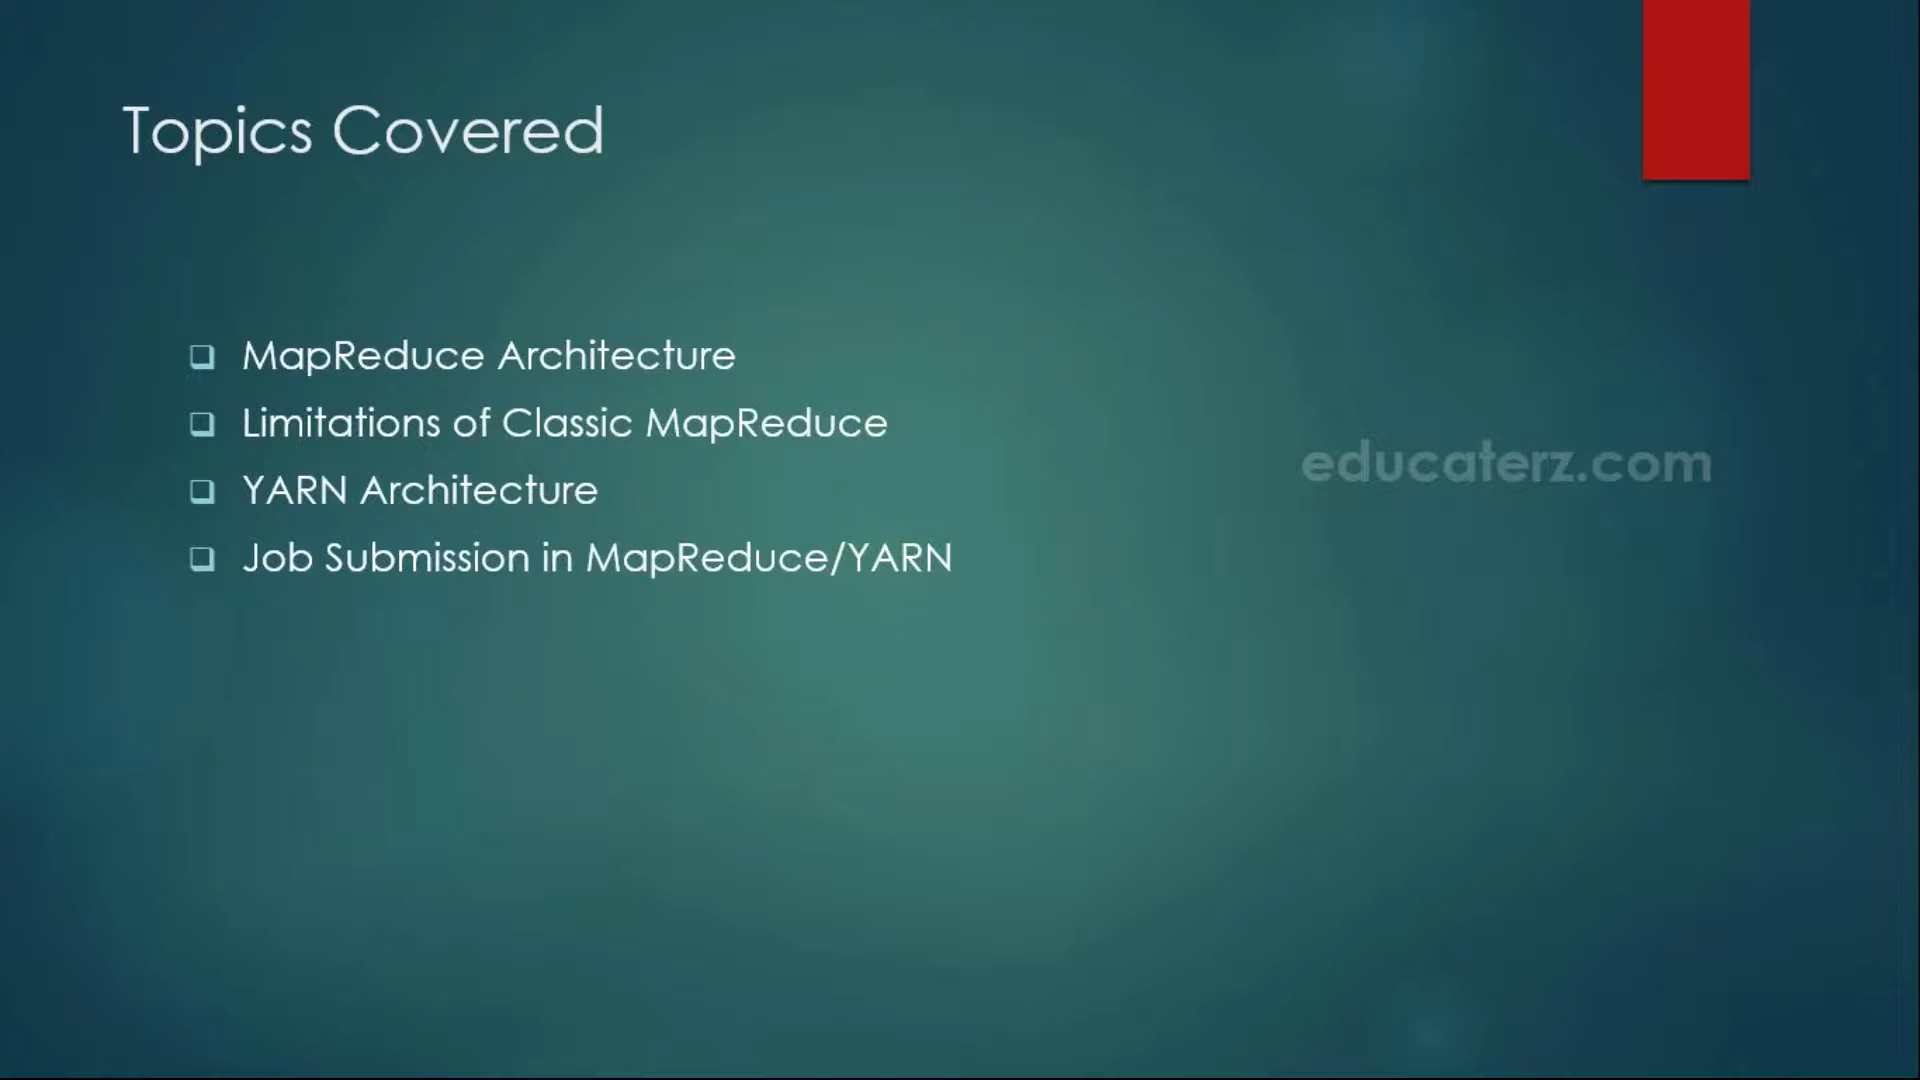 Topics Covered
MapReduce Architecture
Limitations of Classic MapReduce
YARN Architecture
educaterz.com
Job Submission in MapReduce/YARN